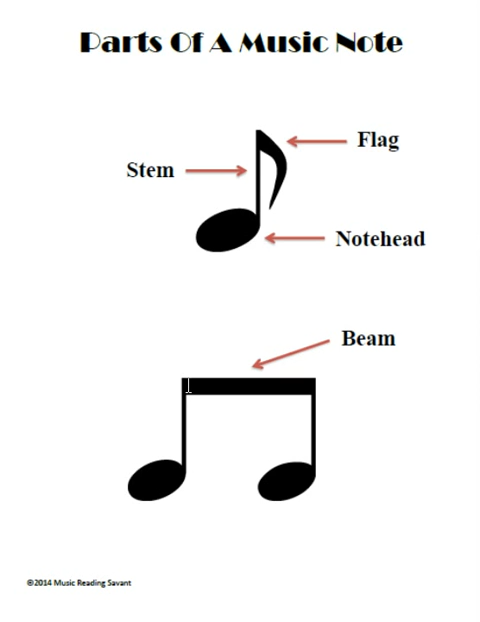 Parts Of A Music Note
Flag
Stem
Notehead
Beam
©2014 Music Reading Savant